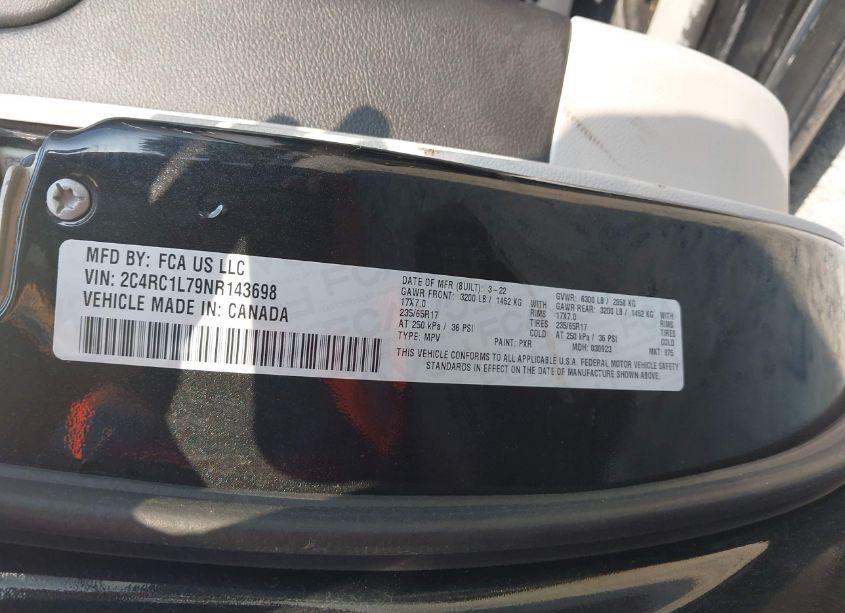 MFD BY: FCA US LLC
VIN: 2C4RC1L79NR143698
VEHICLE MADE IN: CANADA
DATE OF MFR (BUILT): 3-22
GAWR FRONT: 3200 LB / 1452 KG WITH
17X7.0 RIMS
235/65R17 TIRES
AT 250 kPa / 36 PSI COLD
TYPE: MPV PAINT: PXR
GVWR: 6300 LB / 2858 KG
GAWR REAR: 3200 LB / 1452 KG WITH
17X7.0 RIMS
235/65R17 TIRES
AT 250 kPa / 36 PSI COLD
MDH: 030923 MKT: 875
THIS VEHICLE CONFORMS TO ALL APPLICABLE U.S.A. FEDERAL MOTOR VEHICLE SAFETY
STANDARDS IN EFFECT ON THE DATE OF MANUFACTURE SHOWN ABOVE.